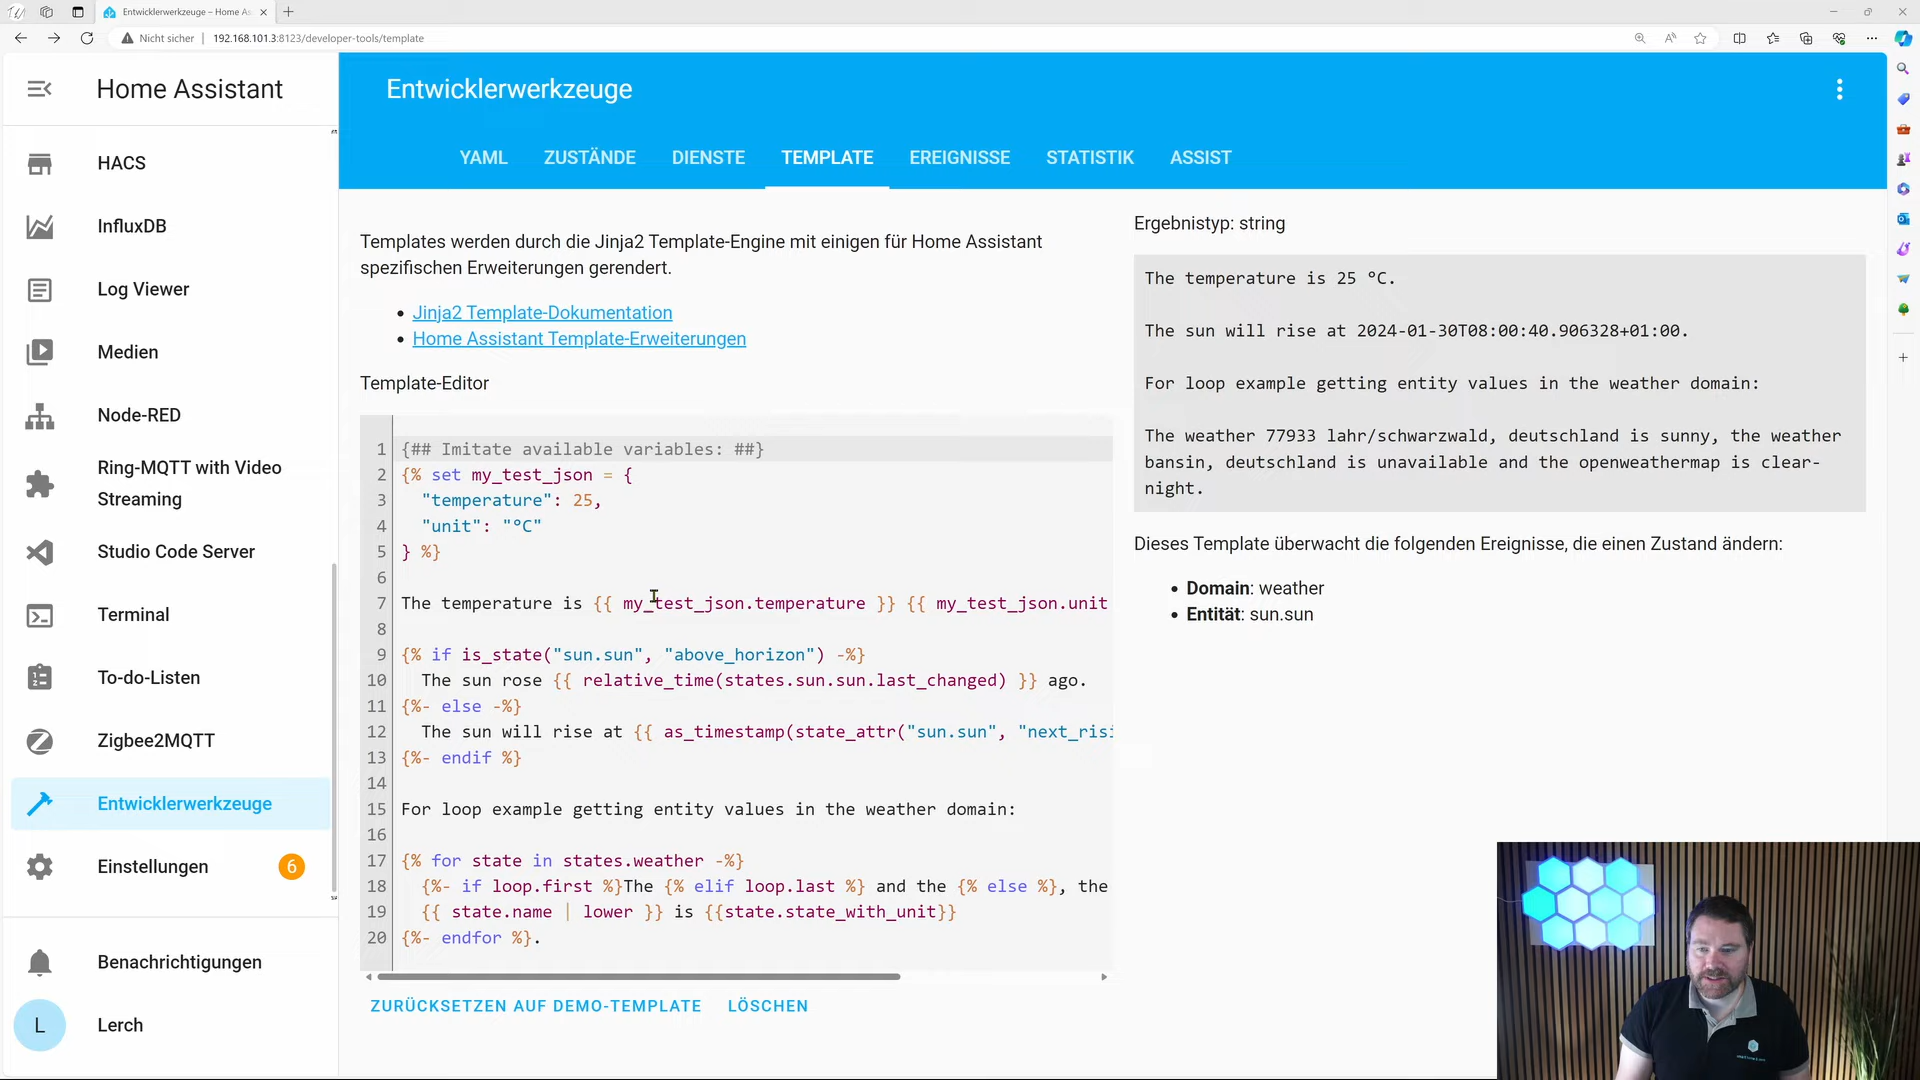 Entwicklerwerkzeuge – Home As
Nicht sicher
192.168.101.3:8123/developer-tools/template
Home Assistant
HACS
InfluxDB
Log Viewer
Medien
Node-RED
Ring-MQTT with Video
Streaming
Studio Code Server
Terminal
To-do-Listen
Zigbee2MQTT
Entwicklerwerkzeuge
Einstellungen
6
Benachrichtigungen
L
Lerch
Entwicklerwerkzeuge
YAML
ZUSTÄNDE
DIENSTE
TEMPLATE
EREIGNISSE
STATISTIK
ASSIST
Templates werden durch die Jinja2 Template-Engine mit einigen für Home Assistant
spezifischen Erweiterungen gerendert.
Jinja2 Template-Dokumentation
Home Assistant Template-Erweiterungen
Template-Editor
1 {## Imitate available variables: ##}
2 {% set my_test_json = {
3 "temperature": 25,
4 "unit": "°C"
5 } %}
6
7 The temperature is {{ my_test_json.temperature }} {{ my_test_json.unit
8
9 {% if is_state("sun.sun", "above_horizon") -%}
10 The sun rose {{ relative_time(states.sun.sun.last_changed) }} ago.
11 {%- else -%}
12 The sun will rise at {{ as_timestamp(state_attr("sun.sun", "next_risi
13 {%- endif %}
14
15 For loop example getting entity values in the weather domain:
16
17 {% for state in states.weather -%}
18 {%- if loop.first %}The {% elif loop.last %} and the {% else %}, the
19 {{ state.name | lower }} is {{state.state_with_unit}}
20 {%- endfor %}.
ZURÜCKSETZEN AUF DEMO-TEMPLATE
LÖSCHEN
Ergebnistyp: string
The temperature is 25 °C.
The sun will rise at 2024-01-30T08:00:40.906328+01:00.
For loop example getting entity values in the weather domain:
The weather 77933 lahr/schwarzwald, deutschland is sunny, the weather
bansin, deutschland is unavailable and the openweathermap is clear-
night.
Dieses Template überwacht die folgenden Ereignisse, die einen Zustand ändern:
Domain: weather
Entität: sun.sun